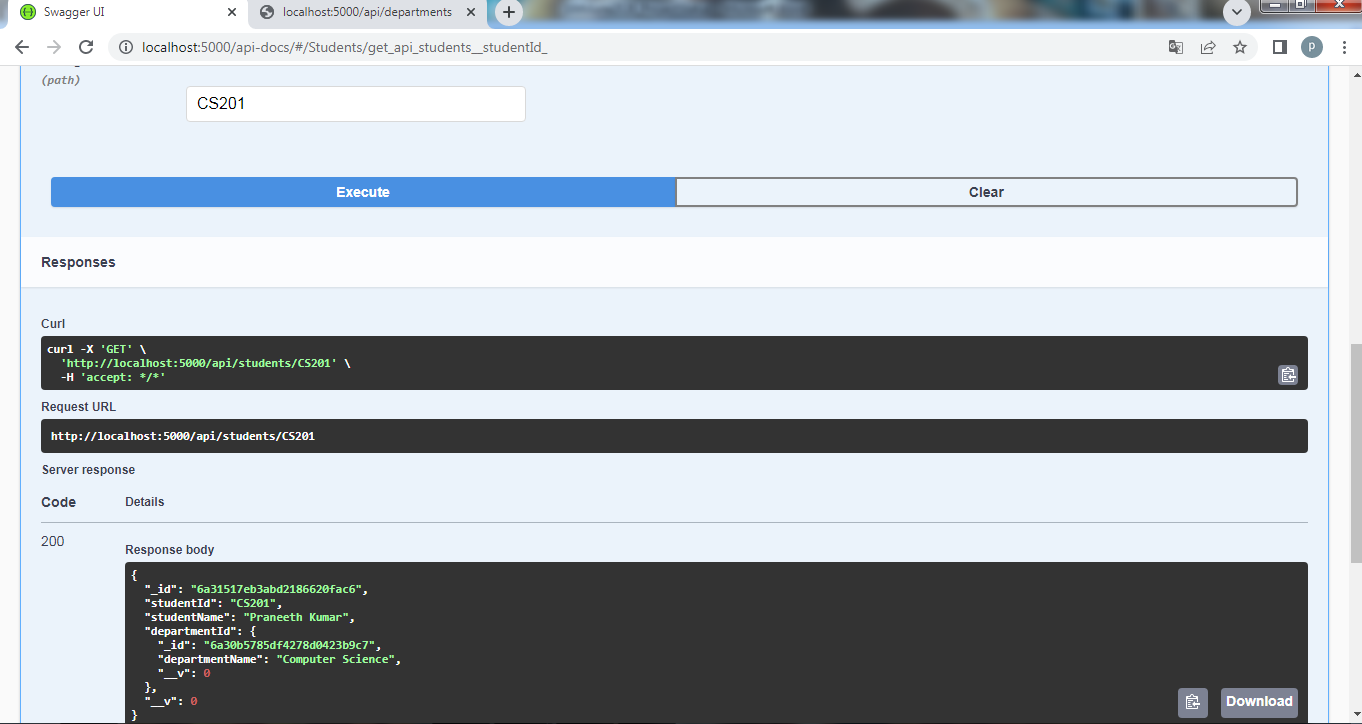 Swagger UI
localhost:5000/api/departments
localhost:5000/api-docs/#/Students/get_api_students__studentId_
P
(path)
CS201
Execute
Clear
Responses
Curl
curl -X 'GET' \
'http://localhost:5000/api/students/CS201' \
-H 'accept: */*'
Request URL
http://localhost:5000/api/students/CS201
Server response
Code Details
200
Response body
{
"_id": "6a31517eb3abd2186620fac6",
"studentId": "CS201",
"studentName": "Praneeth Kumar",
"departmentId": {
"_id": "6a30b5785df4278d0423b9c7",
"departmentName": "Computer Science",
"__v": 0
},
"__v": 0
}
Download